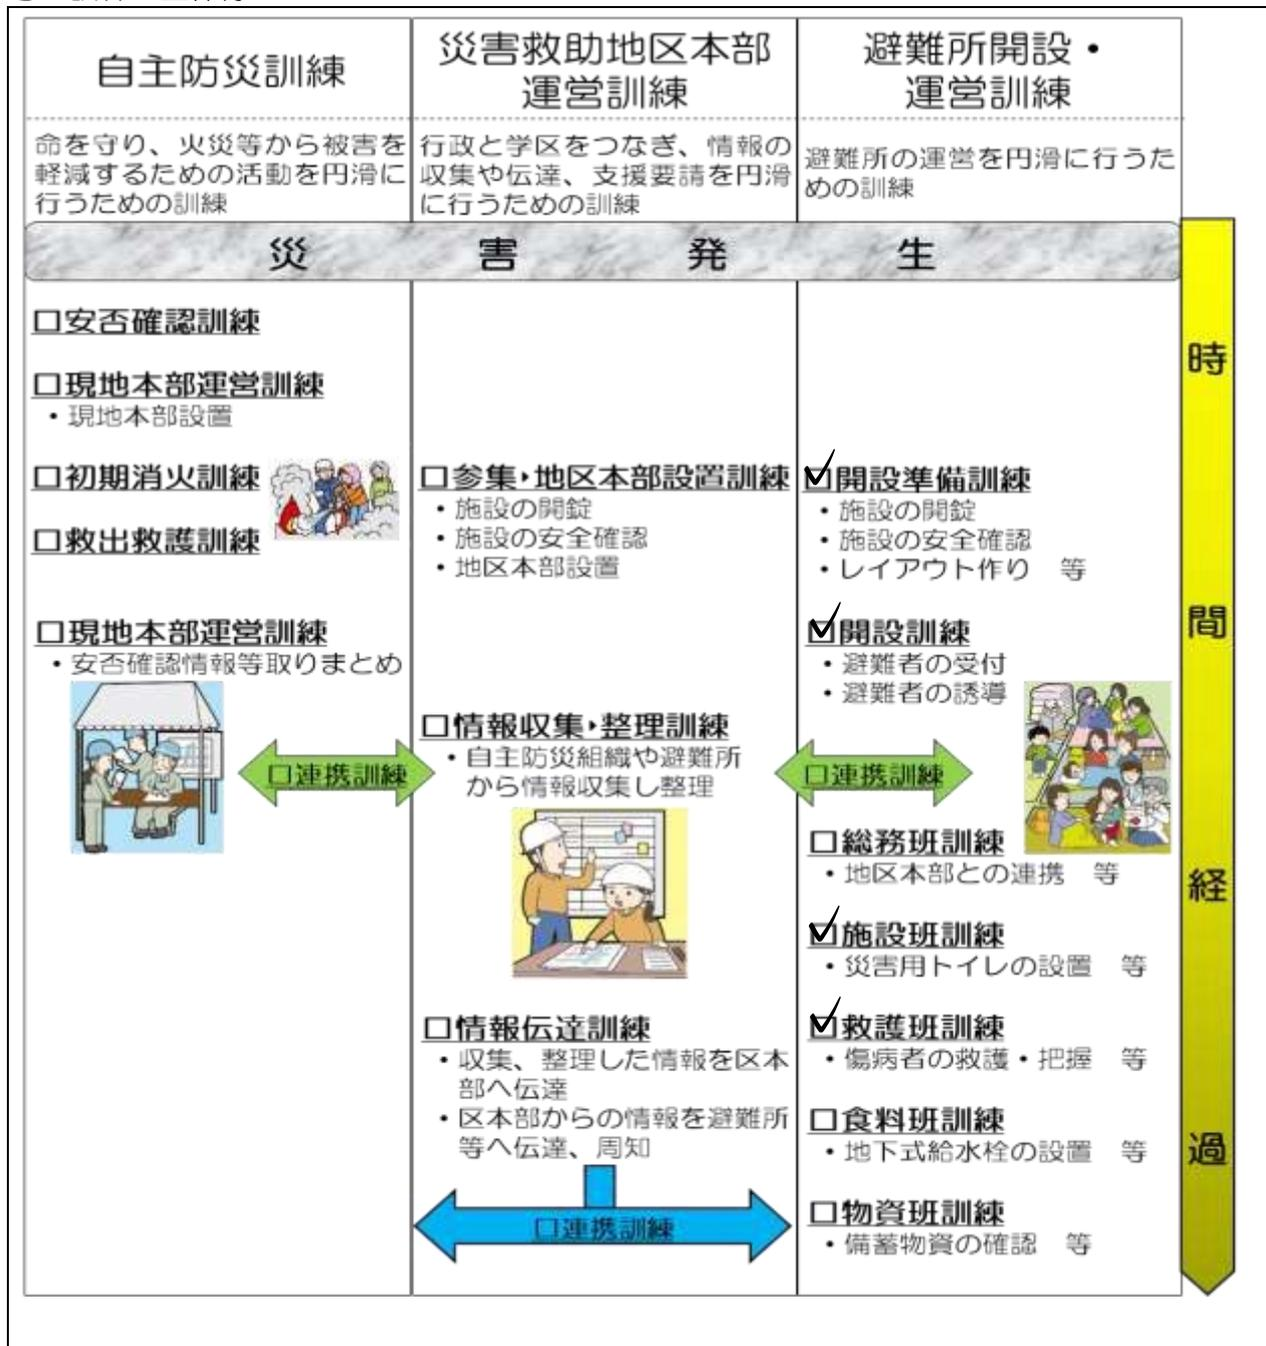 自主防災訓練
命を守り、火災等から被害を
軽減するための活動を円滑に
行うための訓練
災害救助地区本部
運営訓練
行政と学区をつなぎ、情報の
収集や伝達、支援要請を円滑
に行うための訓練
避難所開設・
運営訓練
避難所の運営を円滑に行うた
めの訓練
災害発生
□安否確認訓練
□現地本部運営訓練
・現地本部設置
□初期消火訓練
□救出救護訓練
□現地本部運営訓練
・安否確認情報等取りまとめ
□連携訓練
□参集・地区本部設置訓練
・施設の開錠
・施設の安全確認
・地区本部設置
□情報収集・整理訓練
・自主防災組織や避難所
から情報収集し整理
□情報伝達訓練
・収集、整理した情報を区本
部へ伝達
・区本部からの情報を避難所
等へ伝達、周知
□連携訓練
☑開設準備訓練
・施設の開錠
・施設の安全確認
・レイアウト作り　等
☑開設訓練
・避難者の受付
・避難者の誘導
□連携訓練
□総務班訓練
・地区本部との連携　等
☑施設班訓練
・災害用トイレの設置　等
☑救護班訓練
・傷病者の救護・把握　等
□食料班訓練
・地下式給水栓の設置　等
□物資班訓練
・備蓄物資の確認　等
時間経過